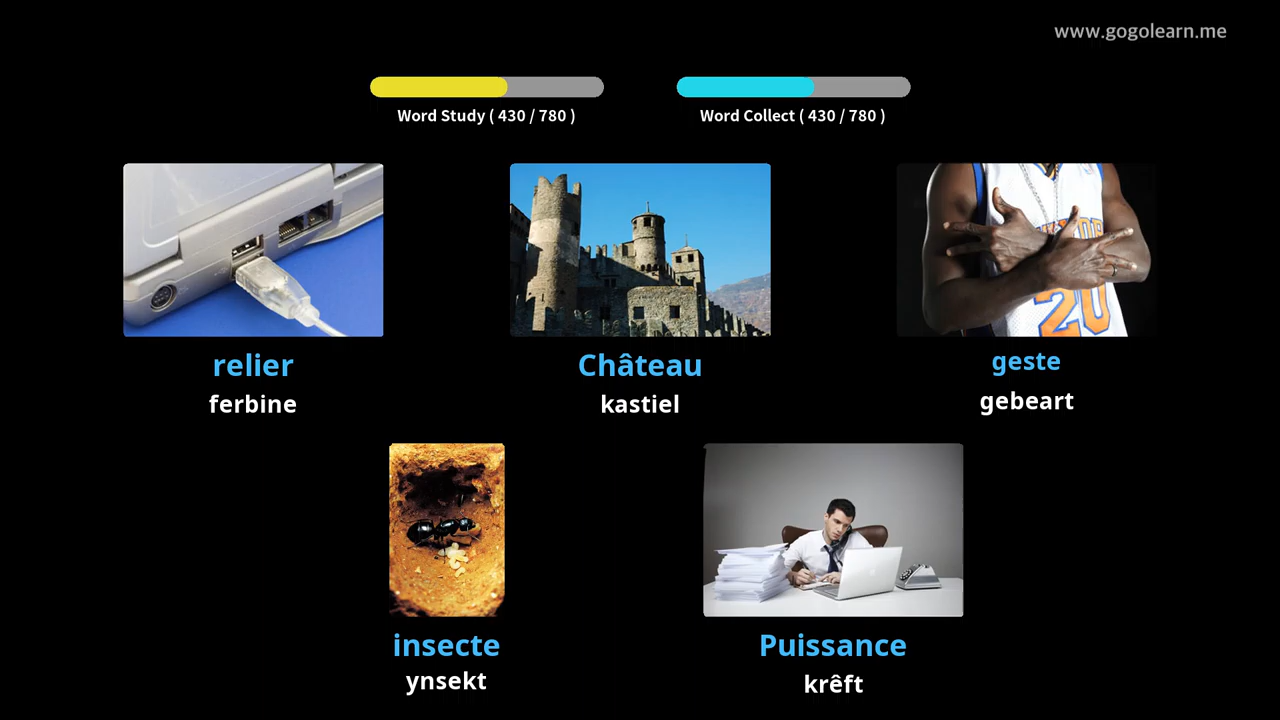 www.gogolearn.me
Word Study ( 430 / 780 )
Word Collect ( 430 / 780 )
relier
ferbine
Château
kastiel
geste
gebeart
20
insecte
ynsekt
Puissance
krêft